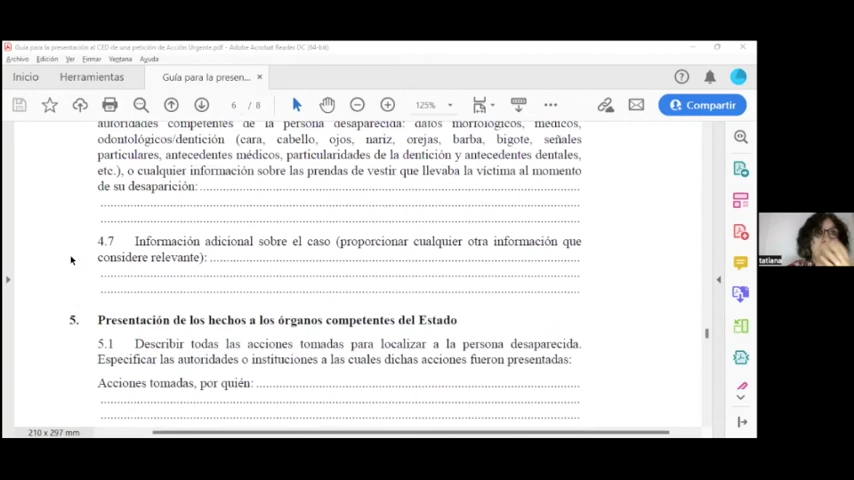 Guía para la presentación al CED de una petición de Acción Urgente.pdf - Adobe Acrobat Reader DC (64-bit)
Archivo Edición Ver Firmar Ventana Ayuda
Inicio Herramientas Guía para la presen... ×
6 / 8 125% Compartir
autoridades competentes de la persona desaparecida: datos morfológicos, médicos,
odontológicos/dentición (cara, cabello, ojos, nariz, orejas, barba, bigote, señales
particulares, antecedentes médicos, particularidades de la dentición y antecedentes dentales,
etc.), o cualquier información sobre las prendas de vestir que llevaba la víctima al momento
de su desaparición:
4.7 Información adicional sobre el caso (proporcionar cualquier otra información que
considere relevante):
5. Presentación de los hechos a los órganos competentes del Estado
5.1 Describir todas las acciones tomadas para localizar a la persona desaparecida.
Especificar las autoridades o instituciones a las cuales dichas acciones fueron presentadas:
Acciones tomadas, por quién:
210 x 297 mm
tatiana